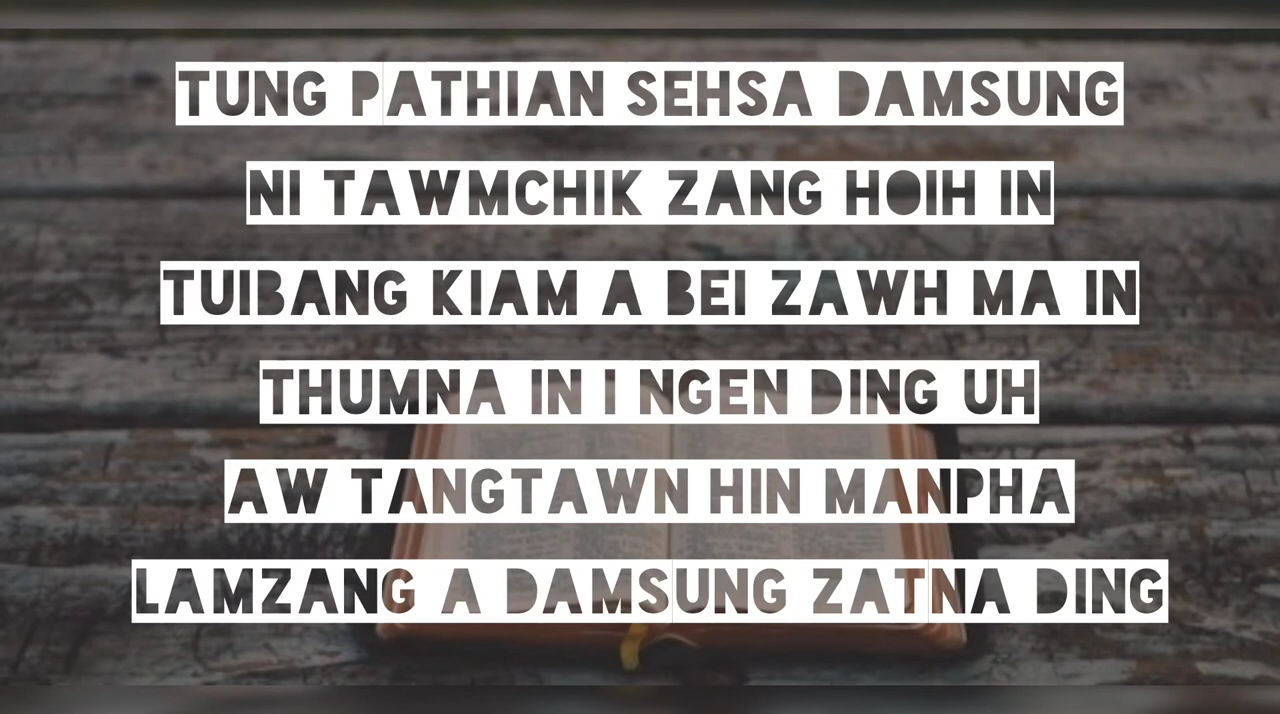 TUNG PATHIAN SEHSA DAMSUNG
NI TAWMCHIK ZANG HOIH IN
TUIBANG KIAM A BEI ZAWH MA IN
THUMNA IN I NGEN DING UH
AW TANGTAWN HIN MANPHA
LAMZANG A DAMSUNG ZATNA DING